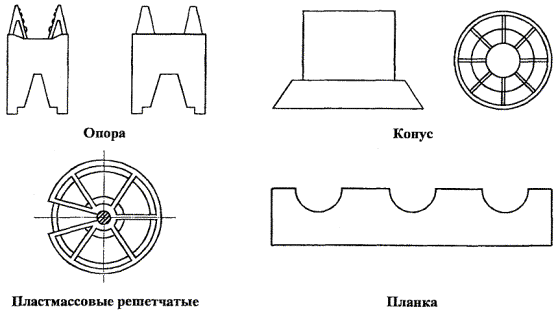 Опора
Конус
Пластмассовые решетчатые
Планка